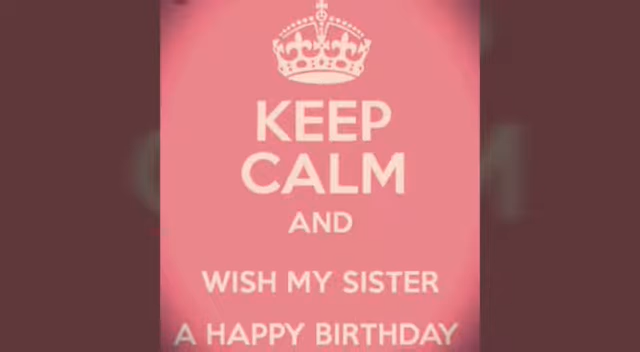 KEEP
CALM
AND
WISH MY SISTER
A HAPPY BIRTHDAY